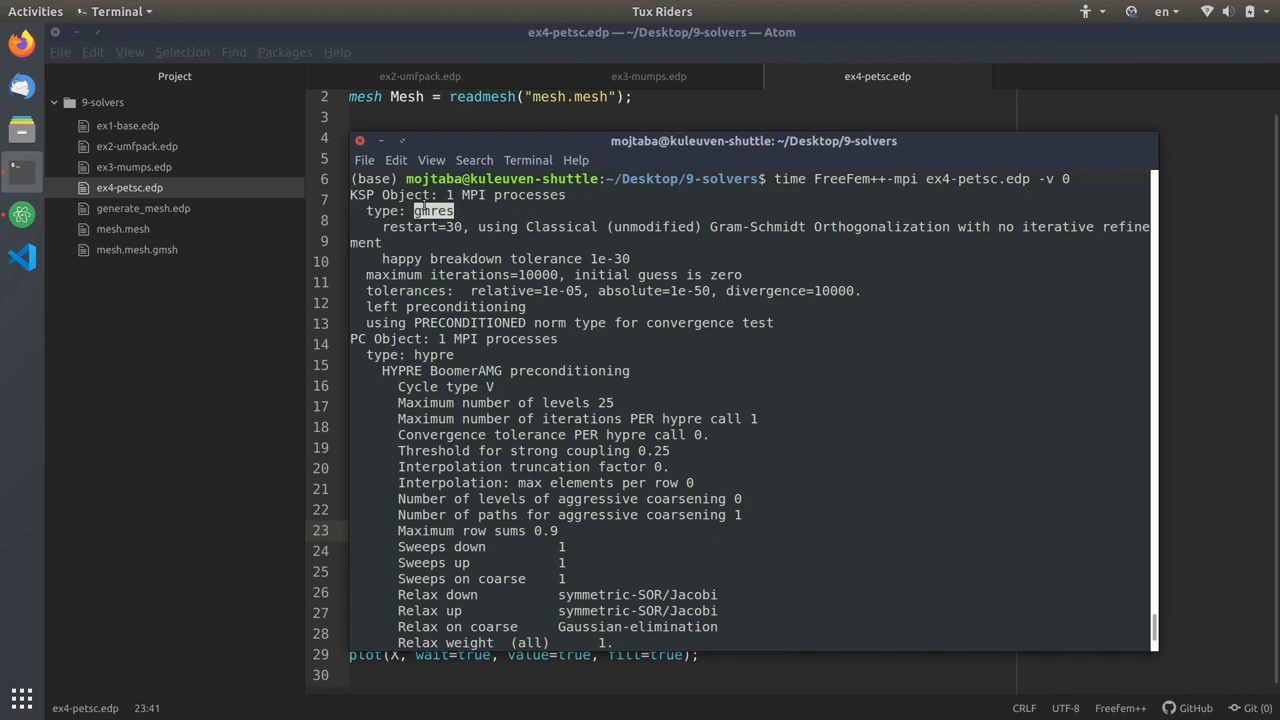 Activities Terminal Tux Riders en
ex4-petsc.edp — ~/Desktop/9-solvers — Atom
File Edit View Selection Find Packages Help
Project ex2-umfpack.edp ex3-mumps.edp ex4-petsc.edp
9-solvers
ex1-base.edp
ex2-umfpack.edp
ex3-mumps.edp
ex4-petsc.edp
generate_mesh.edp
mesh.mesh
mesh.mesh.gmsh
2 mesh Mesh = readmesh("mesh.mesh");
3
4
5
6
7
8
9
10
11
12
13
14
15
16
17
18
19
20
21
22
23
24
25
26
27
28
mojtaba@kuleuven-shuttle: ~/Desktop/9-solvers
File Edit View Search Terminal Help
(base) mojtaba@kuleuven-shuttle:~/Desktop/9-solvers$ time FreeFem++-mpi ex4-petsc.edp -v 0
KSP Object: 1 MPI processes
type: gmres
restart=30, using Classical (unmodified) Gram-Schmidt Orthogonalization with no iterative refine
ment
happy breakdown tolerance 1e-30
maximum iterations=10000, initial guess is zero
tolerances:  relative=1e-05, absolute=1e-50, divergence=10000.
left preconditioning
using PRECONDITIONED norm type for convergence test
PC Object: 1 MPI processes
type: hypre
HYPRE BoomerAMG preconditioning
Cycle type V
Maximum number of levels 25
Maximum number of iterations PER hypre call 1
Convergence tolerance PER hypre call 0.
Threshold for strong coupling 0.25
Interpolation truncation factor 0.
Interpolation: max elements per row 0
Number of levels of aggressive coarsening 0
Number of paths for aggressive coarsening 1
Maximum row sums 0.9
Sweeps down 1
Sweeps up 1
Sweeps on coarse 1
Relax down symmetric-SOR/Jacobi
Relax up symmetric-SOR/Jacobi
Relax on coarse Gaussian-elimination
Relax weight  (all) 1.
29 plot(X, wait=true, value=true, fill=true);
30
ex4-petsc.edp 23:41 CRLF UTF-8 Freefem++ GitHub Git (0)